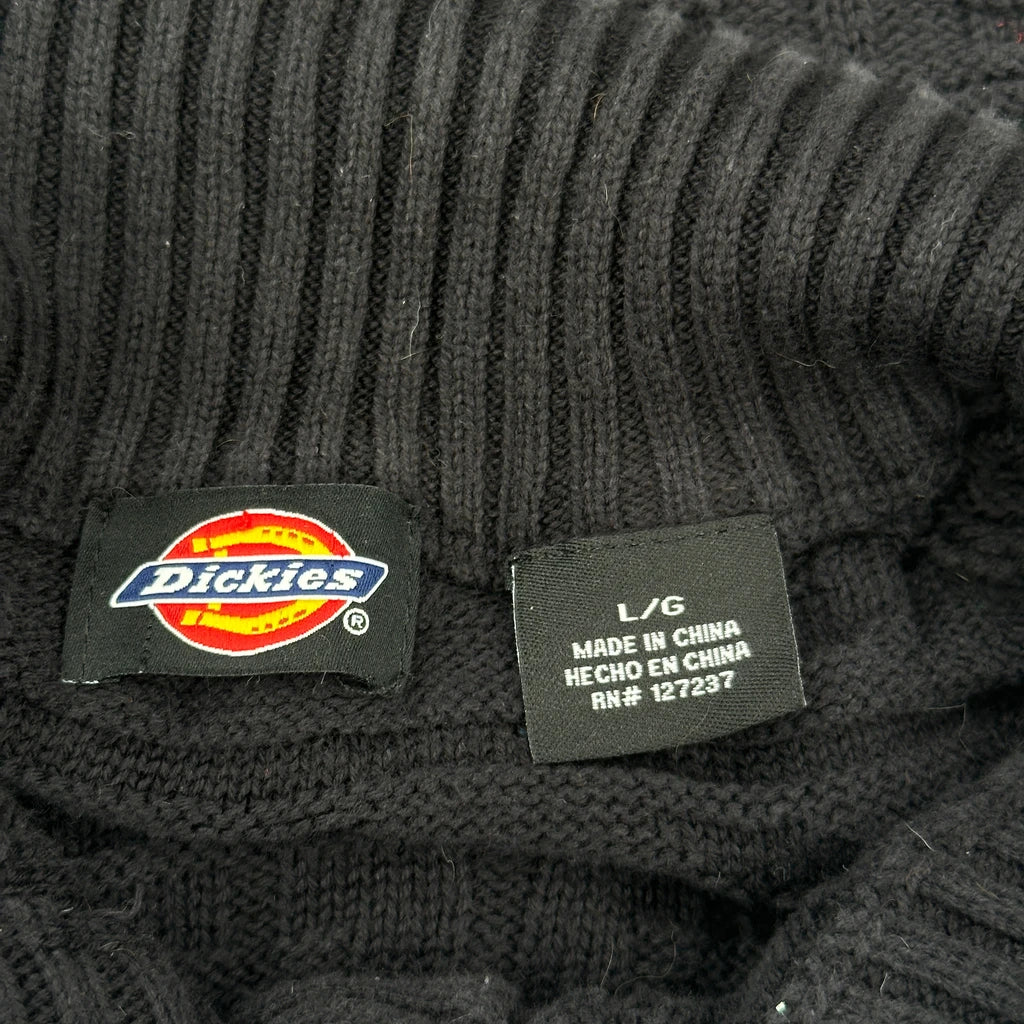 Dickies
®
L/G
MADE IN CHINA
HECHO EN CHINA
RN# 127237